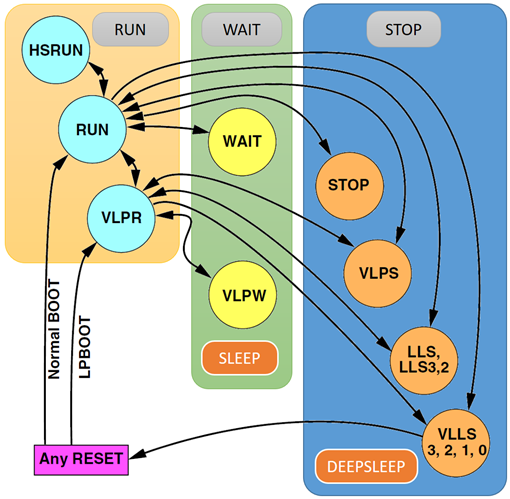 RUN
WAIT
STOP
HSRUN
RUN
WAIT
STOP
VLPR
VLPS
VLPW
Normal BOOT
LPBOOT
SLEEP
LLS,
LLS3,2
VLLS
3, 2, 1, 0
Any RESET
DEEPSLEEP